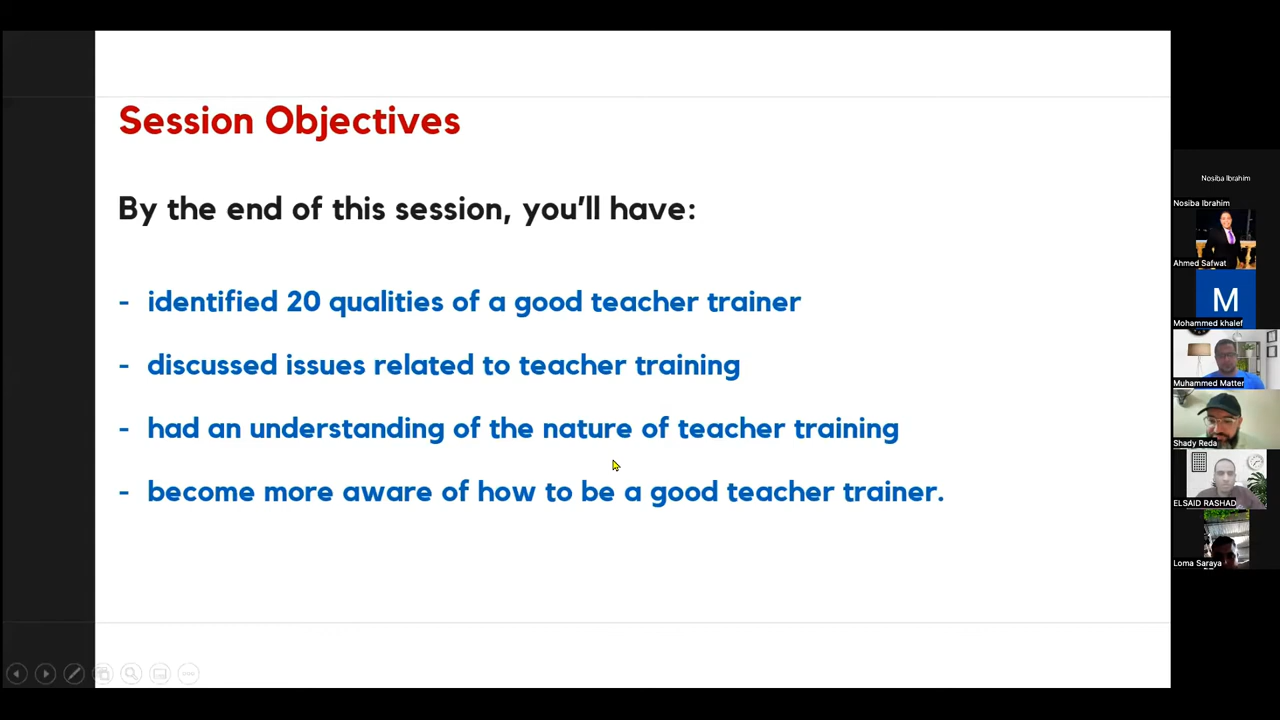 Session Objectives
By the end of this session, you’ll have:
- identified 20 qualities of a good teacher trainer
- discussed issues related to teacher training
- had an understanding of the nature of teacher training
- become more aware of how to be a good teacher trainer.
Nosiba Ibrahim
Nosiba Ibrahim
Ahmed Safwat
M
Mohammed khalef
Muhammed Matter
Shady Reda
ELSAID RASHAD
Loma Saraya